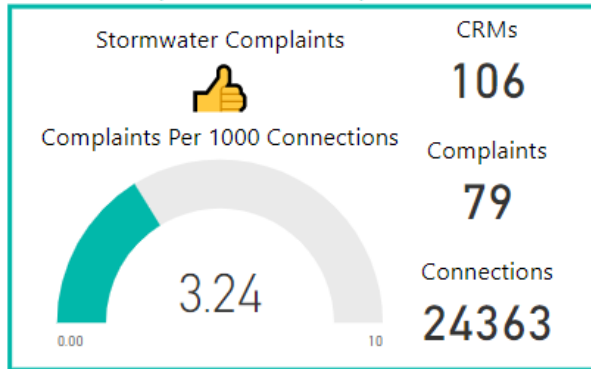 Stormwater Complaints
Complaints Per 1000 Connections
3.24
0.00
10
CRMs
106
Complaints
79
Connections
24363